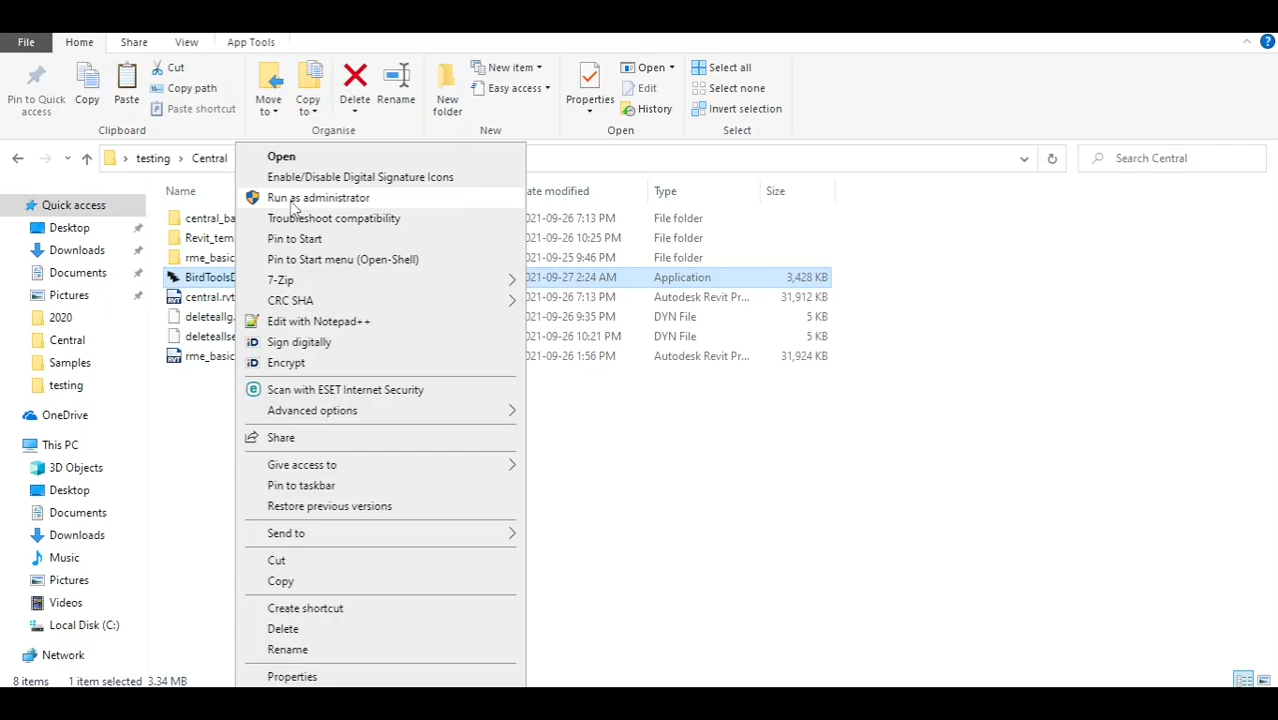 File Home Share View App Tools
Pin to Quick access
Copy
Paste
Cut
Copy path
Paste shortcut
Clipboard
Move to
Copy to
Delete
Rename
Organise
New folder
New item
Easy access
New
Properties
Open
Edit
History
Open
Select all
Select none
Invert selection
Select
testing Central
Search Central
Quick access
Desktop
Downloads
Documents
Pictures
2020
Central
Samples
testing
OneDrive
This PC
3D Objects
Desktop
Documents
Downloads
Music
Pictures
Videos
Local Disk (C:)
Network
Name ate modified Type Size
central_ba 021-09-26 7:13 PM File folder
Revit_tem 021-09-26 10:25 PM File folder
rme_basic 021-09-25 9:46 PM File folder
BirdToolsD 021-09-27 2:24 AM Application 3,428 KB
central.rvt 021-09-26 7:13 PM Autodesk Revit Pr... 31,912 KB
deleteallg. 021-09-26 9:35 PM DYN File 5 KB
deleteallse 021-09-26 10:21 PM DYN File 5 KB
rme_basic 021-09-26 1:56 PM Autodesk Revit Pr... 31,924 KB
Open
Enable/Disable Digital Signature Icons
Run as administrator
Troubleshoot compatibility
Pin to Start
Pin to Start menu (Open-Shell)
7-Zip
CRC SHA
Edit with Notepad++
Sign digitally
Encrypt
Scan with ESET Internet Security
Advanced options
Share
Give access to
Pin to taskbar
Restore previous versions
Send to
Cut
Copy
Create shortcut
Delete
Rename
Properties
8 items 1 item selected 3.34 MB